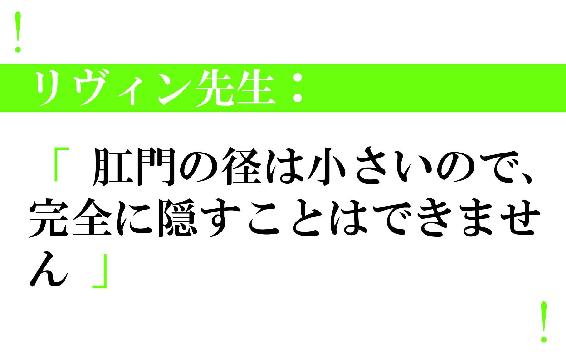 !
リヴィン先生：
「 肛門の径は小さいので、
完全に隠すことはできませ
ん 」
!